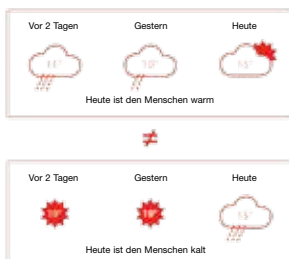 Vor 2 Tagen Gestern Heute
Heute ist den Menschen warm
≠
Vor 2 Tagen Gestern Heute
15°
Heute ist den Menschen kalt